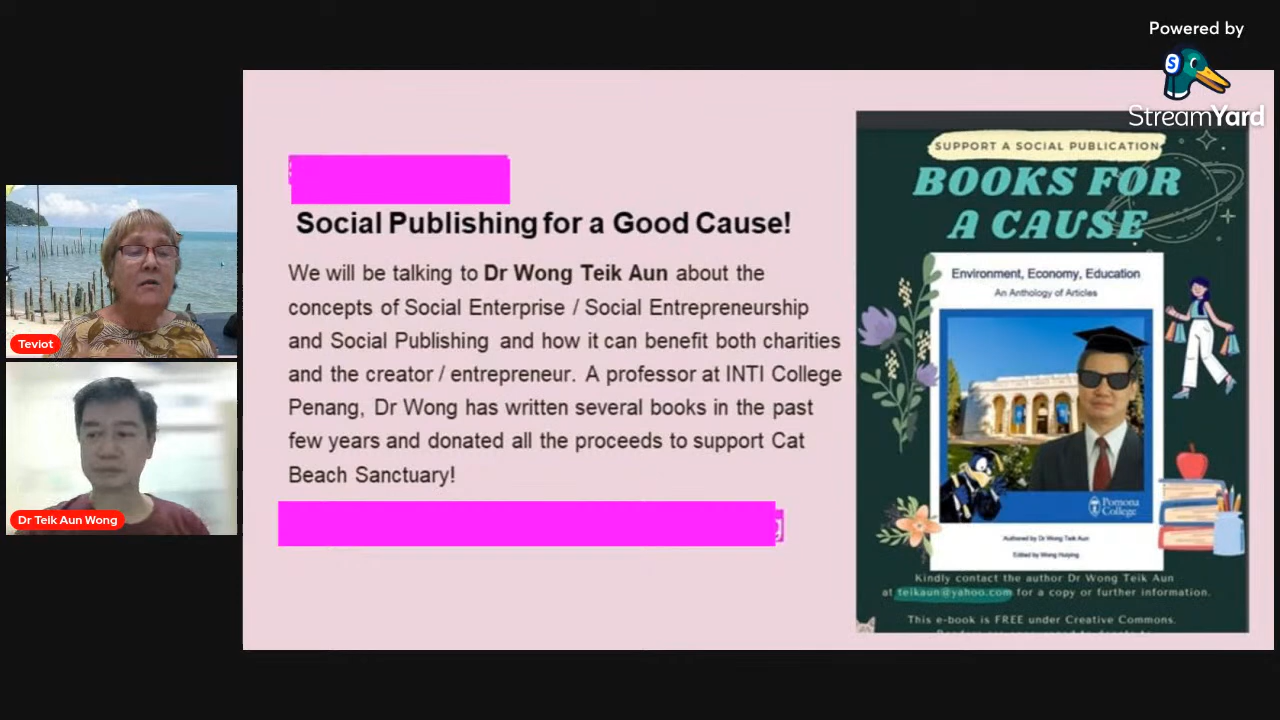 Powered by
StreamYard
Teviot
Dr Teik Aun Wong
Social Publishing for a Good Cause!
We will be talking to Dr Wong Teik Aun about the
concepts of Social Enterprise / Social Entrepreneurship
and Social Publishing and how it can benefit both charities
and the creator / entrepreneur. A professor at INTI College
Penang, Dr Wong has written several books in the past
few years and donated all the proceeds to support Cat
Beach Sanctuary!
SUPPORT A SOCIAL PUBLICATION
BOOKS FOR
A CAUSE
Environment, Economy, Education
An Anthology of Articles
Pomona
College
Authored by Dr Wong Teik Aun
Edited by Wong Huiying
Kindly contact the author Dr Wong Teik Aun
at teikaun@yahoo.com for a copy or further information.
This e-book is FREE under Creative Commons.